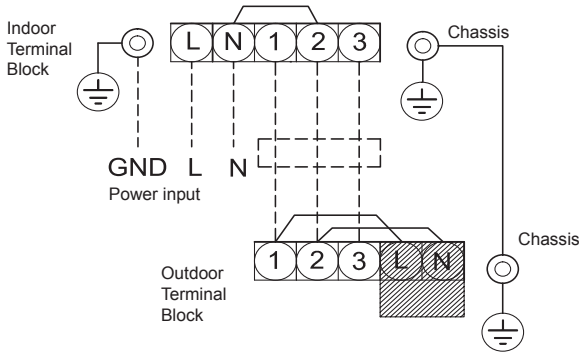 Indoor
Terminal
Block
L N 1 2 3
Chassis
GND L N
Power input
1 2 3 L N
Chassis
Outdoor
Terminal
Block